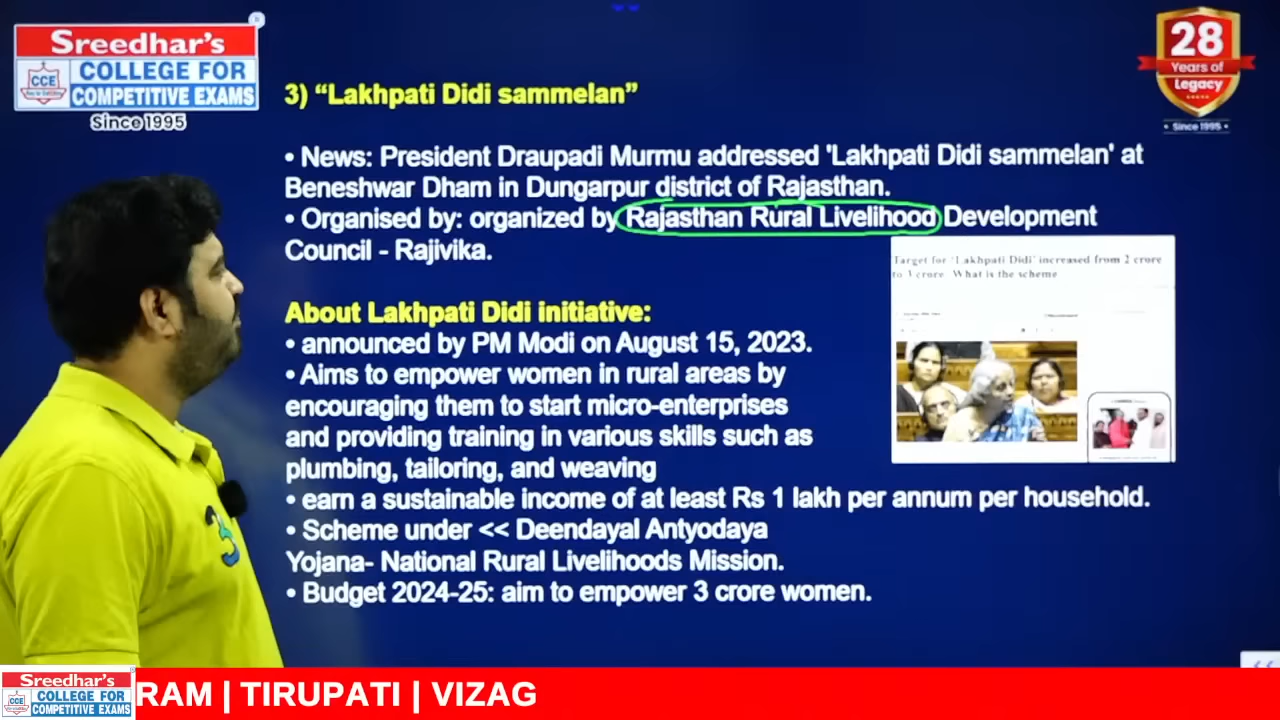 Sreedhar's
CCE
COLLEGE FOR
COMPETITIVE EXAMS
Since 1995
28
Years of
Legacy
• Since 1995 •
3) “Lakhpati Didi sammelan”
• News: President Draupadi Murmu addressed 'Lakhpati Didi sammelan' at
Beneshwar Dham in Dungarpur district of Rajasthan.
• Organised by: organized by Rajasthan Rural Livelihood Development
Council - Rajivika.
Target for 'Lakhpati Didi' increased from 2 crore
to 3 crore. What is the scheme
About Lakhpati Didi initiative:
• announced by PM Modi on August 15, 2023.
• Aims to empower women in rural areas by
encouraging them to start micro-enterprises
and providing training in various skills such as
plumbing, tailoring, and weaving
• earn a sustainable income of at least Rs 1 lakh per annum per household.
• Scheme under << Deendayal Antyodaya
Yojana- National Rural Livelihoods Mission.
• Budget 2024-25: aim to empower 3 crore women.
Sreedhar's
CCE
COLLEGE FOR
COMPETITIVE EXAMS
RAM | TIRUPATI | VIZAG